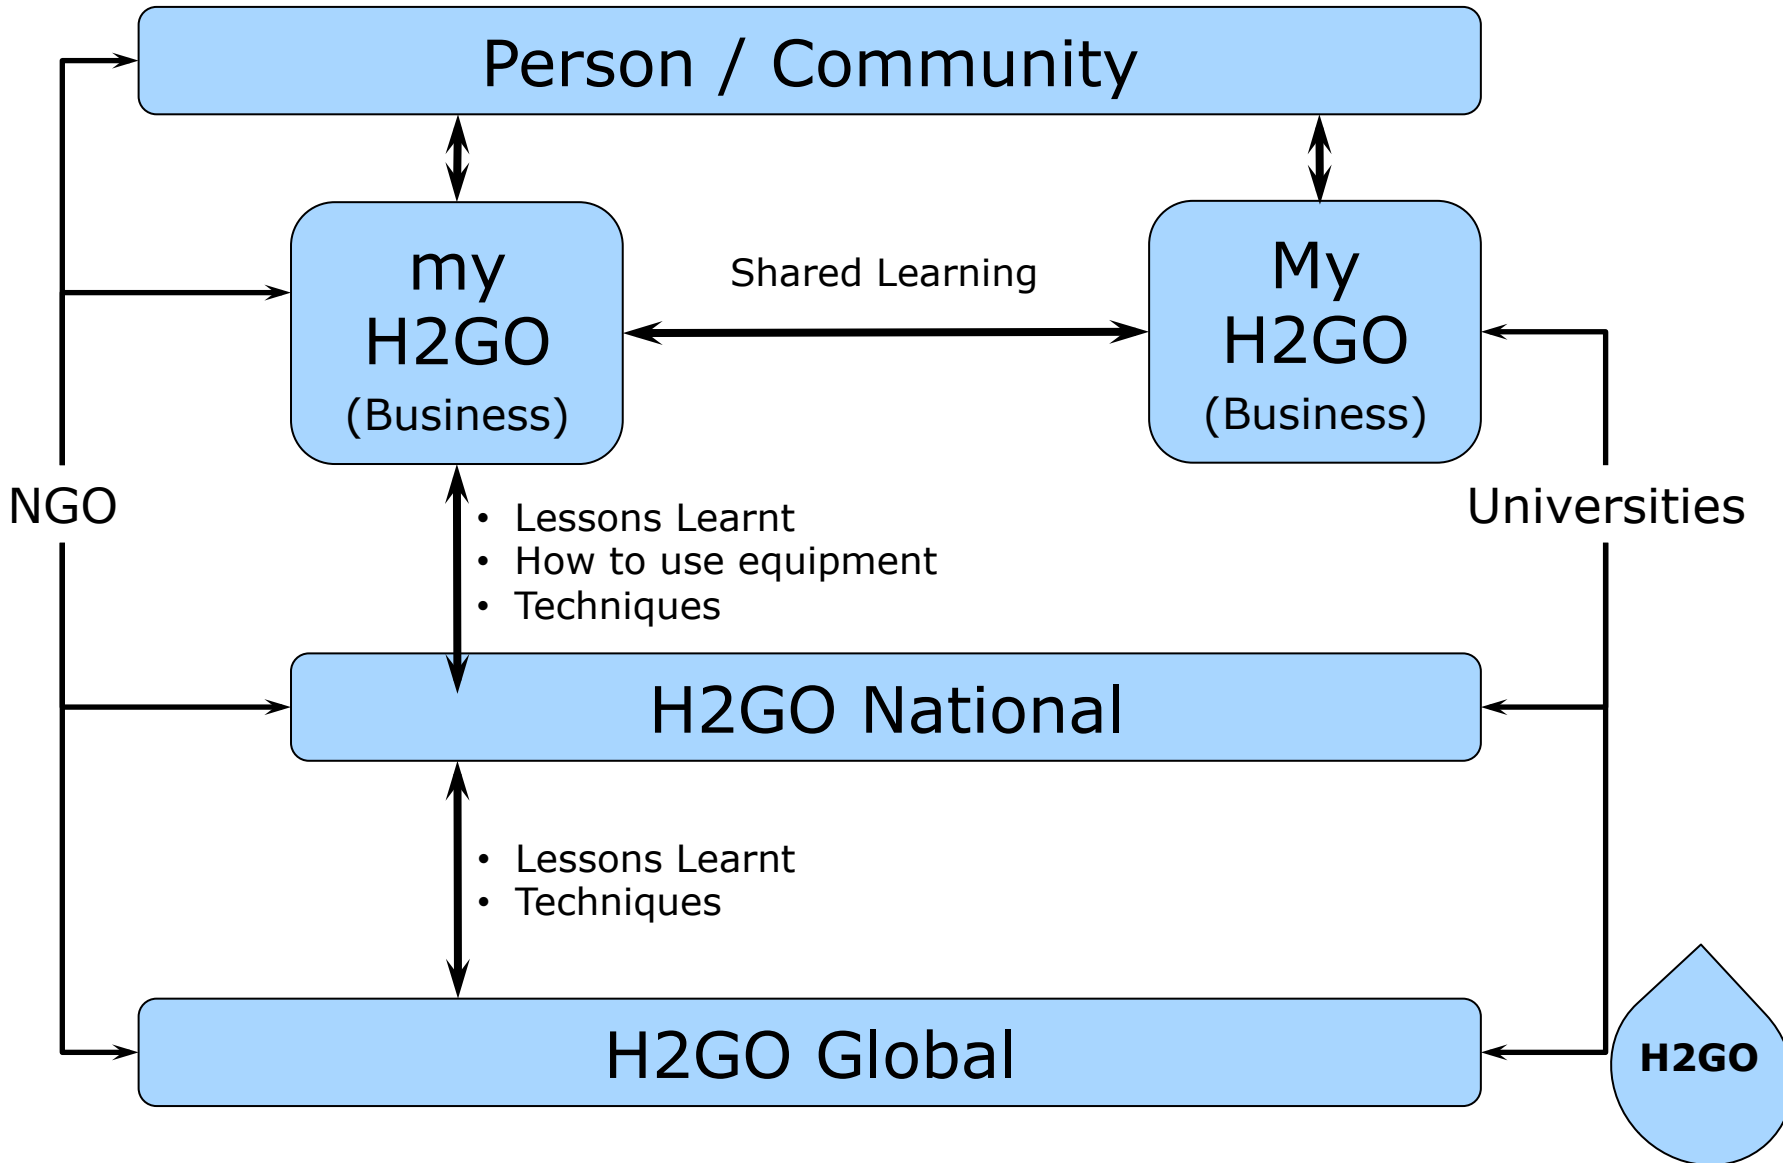 Person / Community
my
H2GO
(Business)
Shared Learning
My
H2GO
(Business)
NGO
• Lessons Learnt
• How to use equipment
• Techniques
Universities
H2GO National
• Lessons Learnt
• Techniques
H2GO Global
H2GO